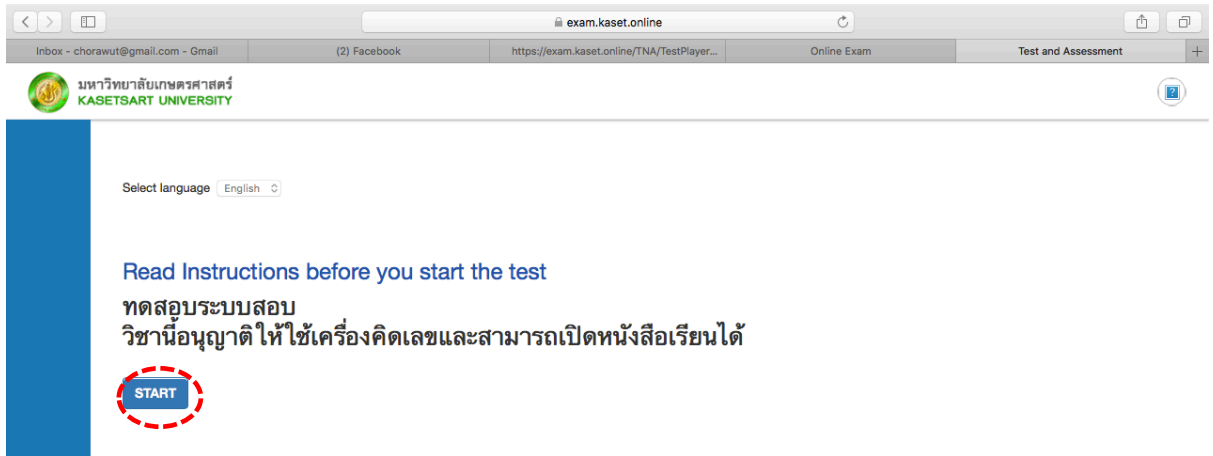 exam.kaset.online
Inbox - chorawut@gmail.com - Gmail
(2) Facebook
https://exam.kaset.online/TNA/TestPlayer...
Online Exam
Test and Assessment
มหาวิทยาลัยเกษตรศาสตร์
KASETSART UNIVERSITY
Select language English
Read Instructions before you start the test
ทดสอบระบบสอบ
วิชานี้อนุญาติให้ใช้เครื่องคิดเลขและสามารถเปิดหนังสือเรียนได้
START